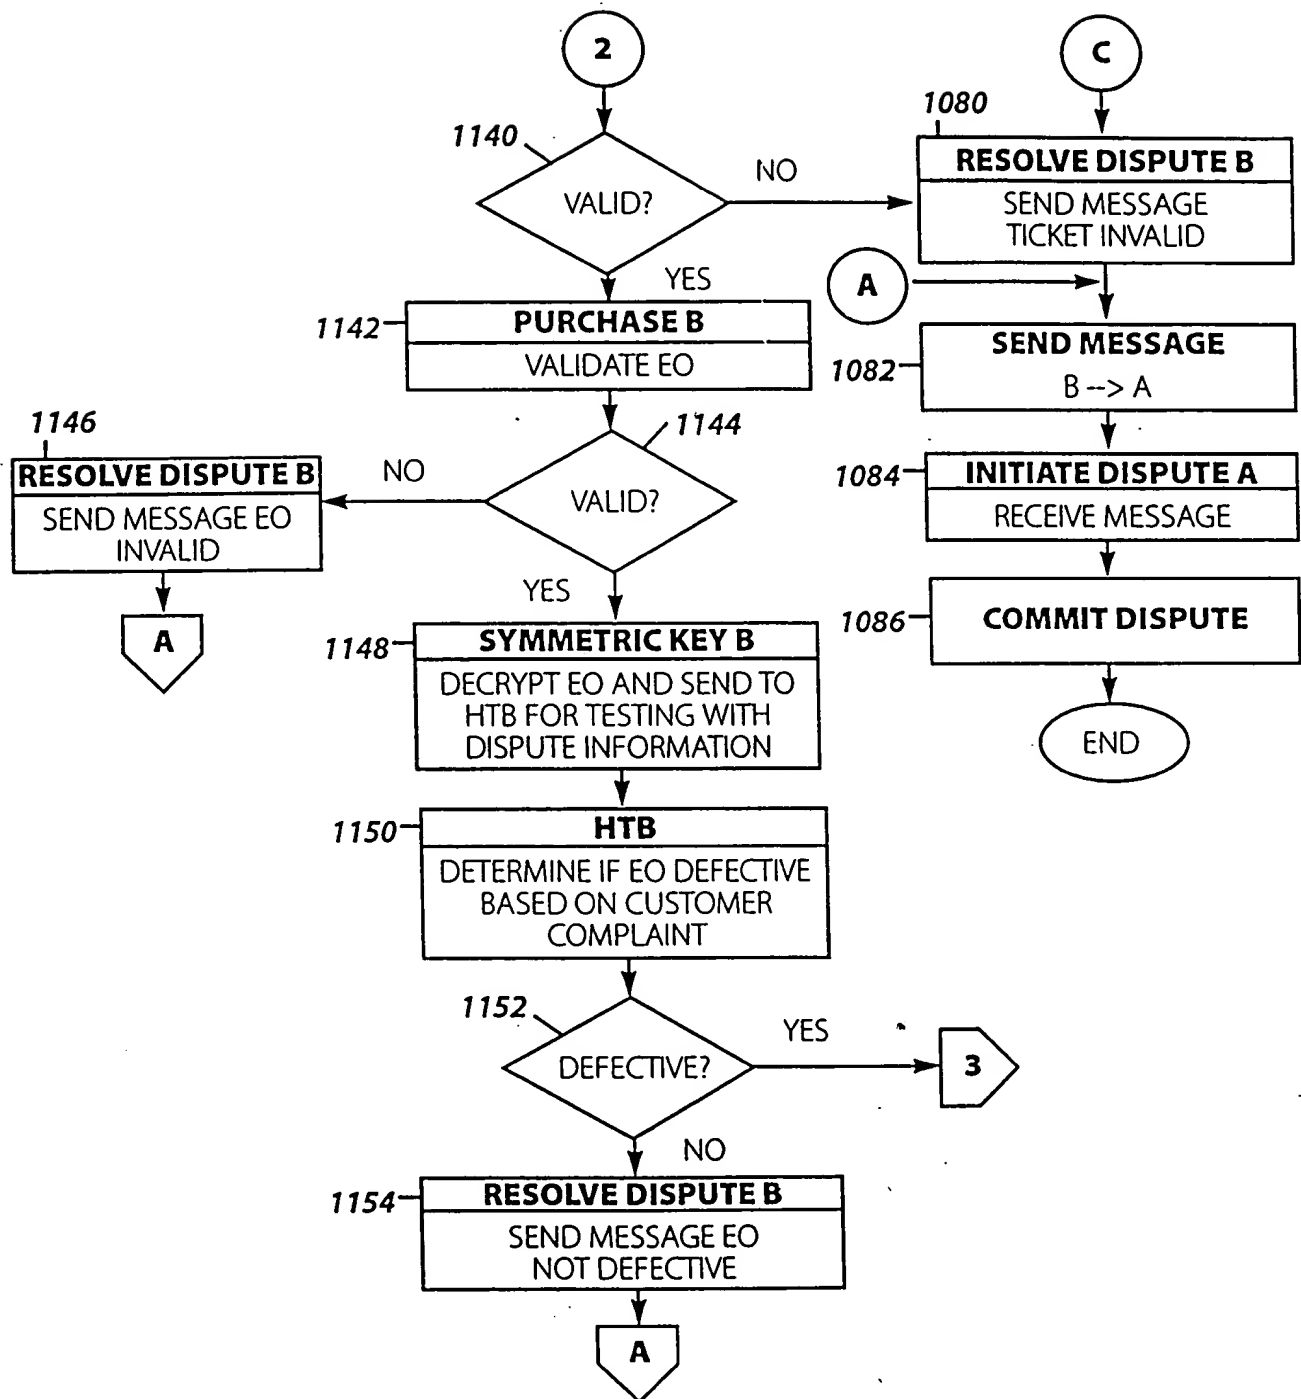 2
C
1140
1080
VALID?
NO
RESOLVE DISPUTE B
SEND MESSAGE
TICKET INVALID
YES
A
1142
PURCHASE B
VALIDATE EO
1082
SEND MESSAGE
B --> A
1146
1144
RESOLVE DISPUTE B
SEND MESSAGE EO
INVALID
NO
VALID?
1084
INITIATE DISPUTE A
RECEIVE MESSAGE
YES
A
1086
COMMIT DISPUTE
1148
SYMMETRIC KEY B
DECRYPT EO AND SEND TO
HTB FOR TESTING WITH
DISPUTE INFORMATION
END
1150
HTB
DETERMINE IF EO DEFECTIVE
BASED ON CUSTOMER
COMPLAINT
1152
DEFECTIVE?
YES
3
NO
1154
RESOLVE DISPUTE B
SEND MESSAGE EO
NOT DEFECTIVE
A